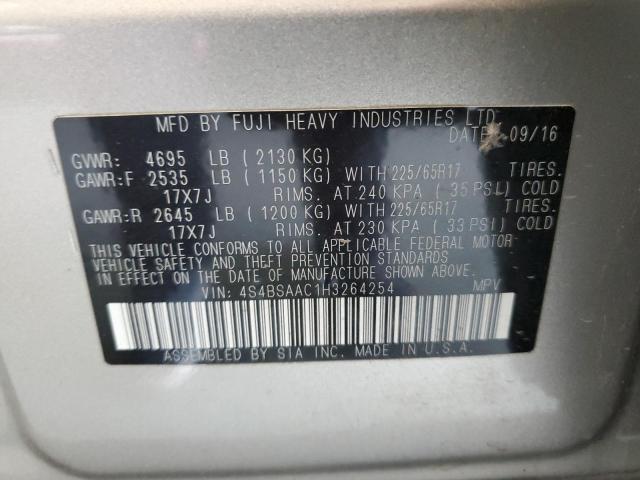 MFD BY FUJI HEAVY INDUSTRIES LTD.
DATE 09/16
GVWR: 4695 LB ( 2130 KG)
GAWR:F 2535 LB ( 1150 KG) WITH 225/65R17 TIRES.
17X7J RIMS. AT 240 KPA ( 35 PSI) COLD
GAWR:R 2645 LB ( 1200 KG) WITH 225/65R17 TIRES.
17X7J RIMS. AT 230 KPA ( 33 PSI) COLD
THIS VEHICLE CONFORMS TO ALL APPLICABLE FEDERAL MOTOR
VEHICLE SAFETY AND THEFT PREVENTION STANDARDS
IN EFFECT ON THE DATE OF MANUFACTURE SHOWN ABOVE.
VIN: 4S4BSAAC1H3264254 MPV
ASSEMBLED BY SIA INC. MADE IN U.S.A.